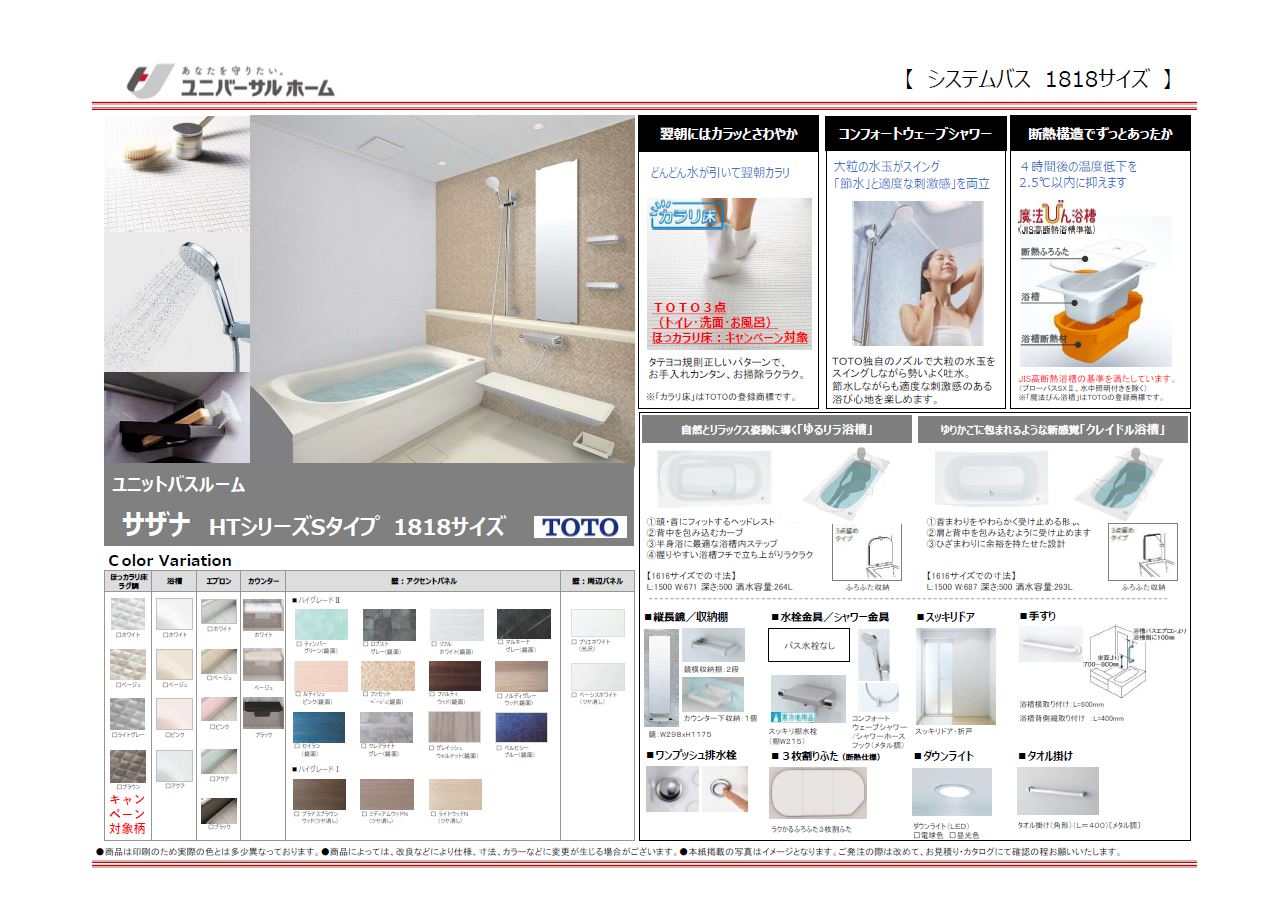 あなたを守りたい。
ユニバーサル ホーム
【 システムバス 1818サイズ 】
翌朝にはカラッとさわやか
どんどん水が引いて翌朝カラリ
カラリ床
TOTO3点
(トイレ・洗面・お風呂)
ほっカラリ床:キャンペーン対象
タテヨコ規則正しいパターンで、
お手入れカンタン、お掃除ラクラク。
※「カラリ床」はTOTOの登録商標です。
コンフォートウェーブシャワー
大粒の水玉がスイング
「節水」と適度な刺激感」を両立
TOTO独自のノズルで大粒の水玉を
スイングしながら勢いよく吐水。
節水しながらも適度な刺激感のある
浴び心地を楽しめます。
断熱構造でずっとあったか
4時間後の温度低下を
2.5℃以内に抑えます
魔法びん浴槽
(JIS高断熱浴槽準拠)
断熱ふろふた
浴槽
浴槽断熱材
JIS高断熱浴槽の基準を満たしています。
(ブローバスSXⅡ、水中照明付きを除く)
※「魔法びん浴槽」はTOTOの登録商標です。
ユニットバスルーム
サザナ HTシリーズSタイプ 1818サイズ
TOTO
自然とリラックス姿勢に導く「ゆるリラ浴槽」
①頭・首にフィットするヘッドレスト
②背中を包み込むカーブ
③半身浴に最適な浴槽内ステップ
④握りやすい浴槽フチで立ち上がりラクラク
3点留め
タイプ
ふろふた収納
【1616サイズでの寸法】
L:1500 W:671 深さ:500 満水容量:264L
ゆりかごに包まれるような新感覚「クレイドル浴槽」
①首まわりをやわらかく受け止める形
②肩と背中を包み込むように受け止めます
③ひざまわりに余裕を持たせた設計
3点留め
タイプ
ふろふた収納
【1616サイズでの寸法】
L:1500 W:687 深さ:500 満水容量:293L
Color Variation
ほっカラリ床
ラグ調
浴槽
エプロン
カウンター
壁:アクセントパネル
壁:周辺パネル
□ホワイト
□ベージュ
□ライトグレー
□ブラウン
キャン
ペーン
対象柄
□ホワイト
□ベージュ
□ピンク
□アクア
□ホワイト
□ベージュ
□ピンク
□アクア
□ブラック
ホワイト
ベージュ
ブラック
■ハイグレードⅡ
□ ティンバー
グリーン(鏡面)
□ ロブスト
グレー(鏡面)
□ リフル
ホワイト(鏡面)
□ マルキーナ
グレー(鏡面)
□ ルティシュ
ピンク(鏡面)
□ プリセット
ベージュ(鏡面)
□ ファルティ
ウッド(鏡面)
□ ノルディグレー
ウッド(鏡面)
□ セイラン
(鏡面)
□ クレアライト
グレー(鏡面)
□ グレイッシュ
ウォルナット(鏡面)
□ ペルセシー
ブルー(鏡面)
■ハイグレードⅠ
□ プラチナブラウン
ウッド(ツヤ消し)
□ ミディアムウッドN
(ツヤ消し)
□ ライトウッドN
(ツヤ消し)
□ プリエホワイト
(光沢)
□ ベーシスホワイト
(ツヤ消し)
■縦長鏡/収納棚
鏡横収納棚:2段
カウンター下収納:1個
鏡:W298xH1175
■水栓金具/シャワー金具
バス水栓なし
寒冷地用品
スッキリ棚水栓
(棚W215)
コンフォート
ウェーブシャワー
/シャワーホース
フック(メタル調)
■スッキリドア
スッキリドア・折戸
■手すり
浴槽バスエプロンより
浴槽側に100mm
床面より
700~800mm
浴槽横取り付け:L=600mm
浴槽背側縦取り付け :L=400mm
■ワンプッシュ排水栓
■ 3枚割りふた (断熱仕様)
ラクかるふろふた3枚割ふた
■ダウンライト
ダウンライト(LED)
□電球色 □昼光色
■タオル掛け
タオル掛け(角形)(L=400)[メタル調]
●商品は印刷のため実際の色とは多少異なっております。●商品によっては、改良などにより仕様、寸法、カラーなどに変更が生じる場合がございます。●本紙掲載の写真はイメージとなります。ご発注の際は改めて、お見積り・カタログにて確認の程お願いいたします。